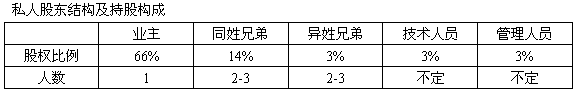 私人股东结构及持股构成
业主 同姓兄弟 异姓兄弟 技术人员 管理人员
股权比例 66% 14% 3% 3% 3%
人数 1 2-3 2-3 不定 不定